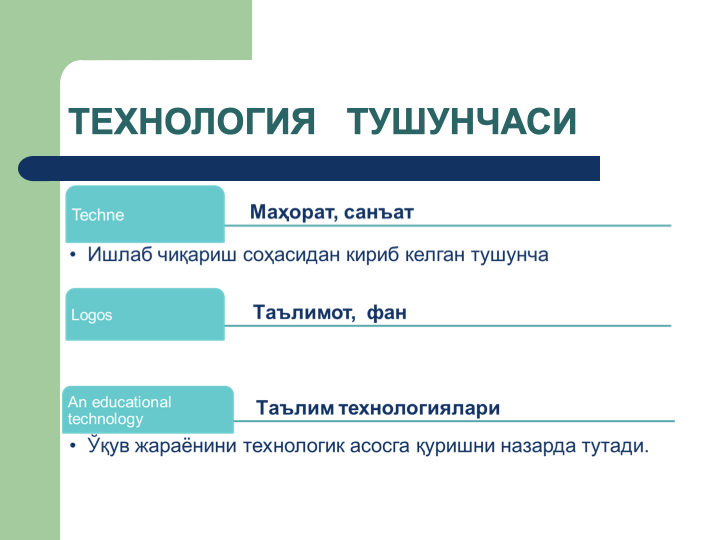 ТЕХНОЛОГИЯ ТУШУНЧАСИ
Techne
Маҳорат, санъат
• Ишлаб чиқариш соҳасидан кириб келган тушунча
Logos
Таълимот, фан
An educational
technology
Таълим технологиялари
• Ўқув жараёнини технологик асосга қуришни назарда тутади.